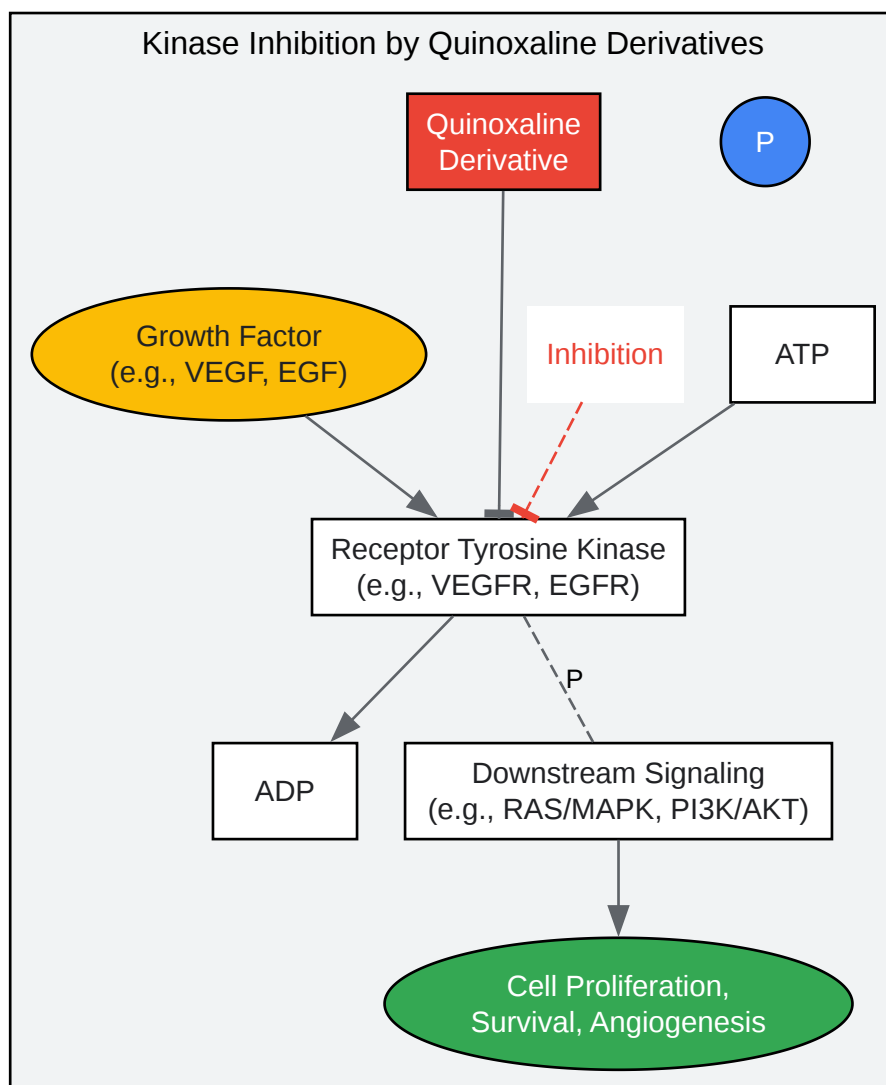 Kinase Inhibition by Quinoxaline Derivatives
Quinoxaline
Derivative
P
Growth Factor
(e.g., VEGF, EGF)
Inhibition
ATP
Receptor Tyrosine Kinase
(e.g., VEGFR, EGFR)
P
ADP
Downstream Signaling
(e.g., RAS/MAPK, PI3K/AKT)
Cell Proliferation,
Survival, Angiogenesis